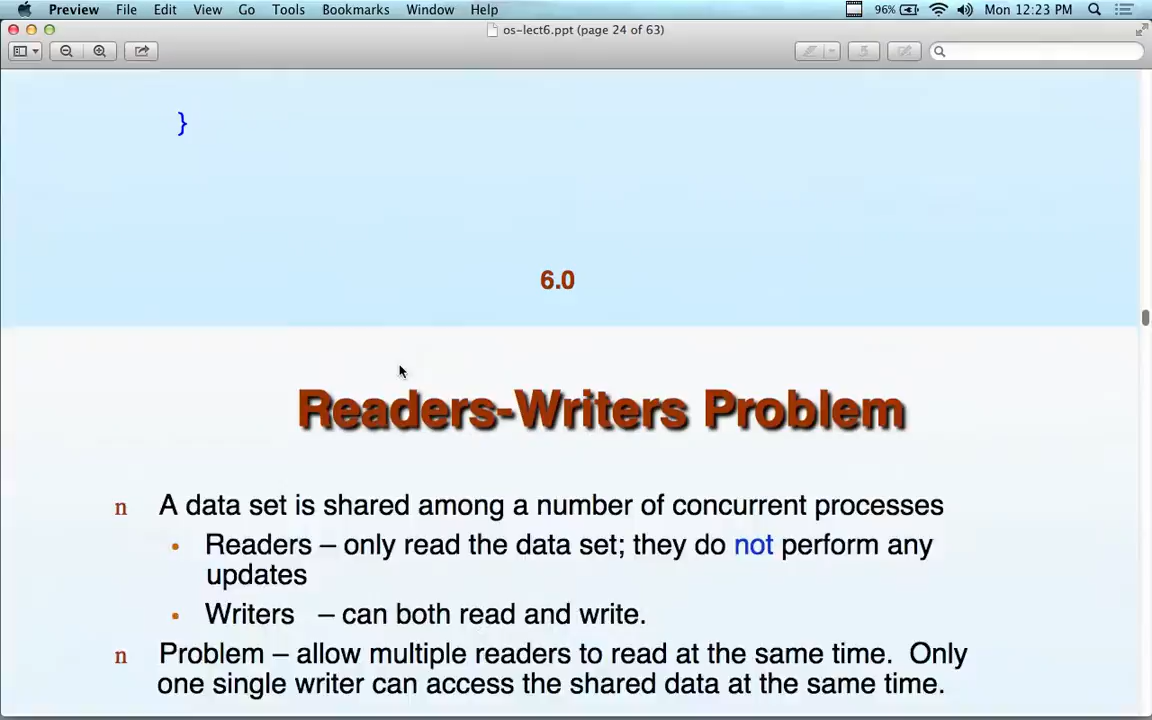 Preview File Edit View Go Tools Bookmarks Window Help 96% Mon 12:23 PM
os-lect6.ppt (page 24 of 63)
}
6.0
Readers-Writers Problem
n A data set is shared among a number of concurrent processes
• Readers – only read the data set; they do not perform any
updates
• Writers – can both read and write.
n Problem – allow multiple readers to read at the same time. Only
one single writer can access the shared data at the same time.